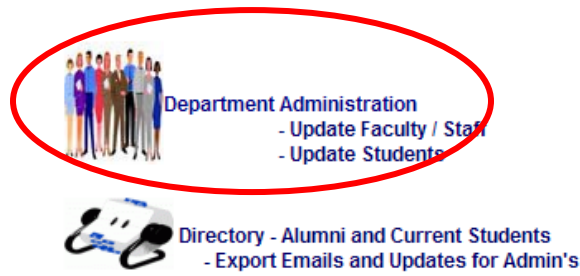 Department Administration
- Update Faculty / Staff
- Update Students
Directory - Alumni and Current Students
- Export Emails and Updates for Admin's